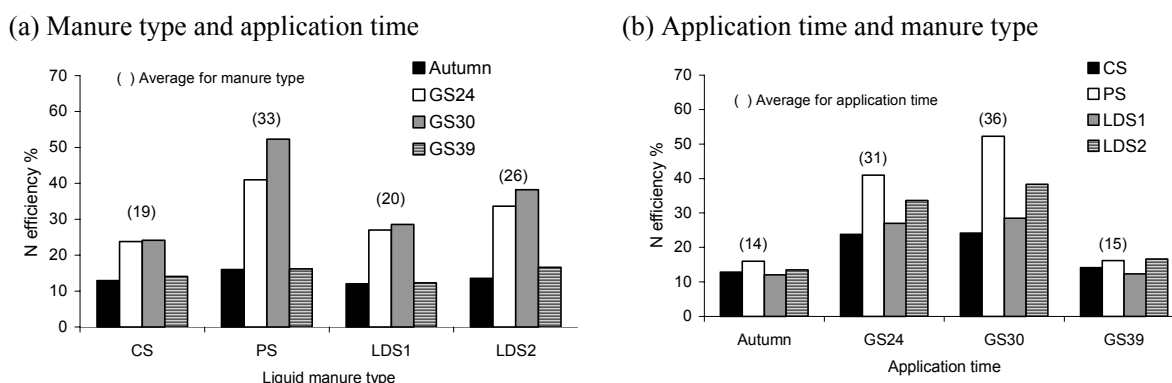 (a) Manure type and application time
70
60
50
40
30
20
10
0
N efficiency %
( ) Average for manure type
Autumn
GS24
GS30
GS39
(19)
(33)
(20)
(26)
CS
PS
LDS1
LDS2
Liquid manure type
(b) Application time and manure type
70
60
50
40
30
20
10
0
N efficiency %
( ) Average for application time
CS
PS
LDS1
LDS2
(14)
(31)
(36)
(15)
Autumn
GS24
GS30
GS39
Application time